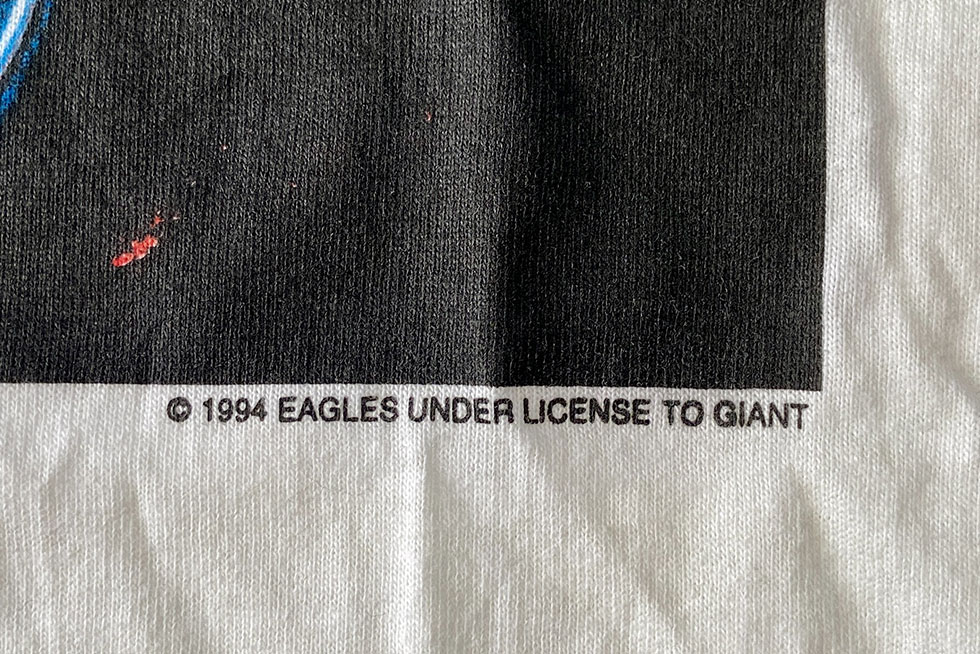 © 1994 EAGLES UNDER LICENSE TO GIANT